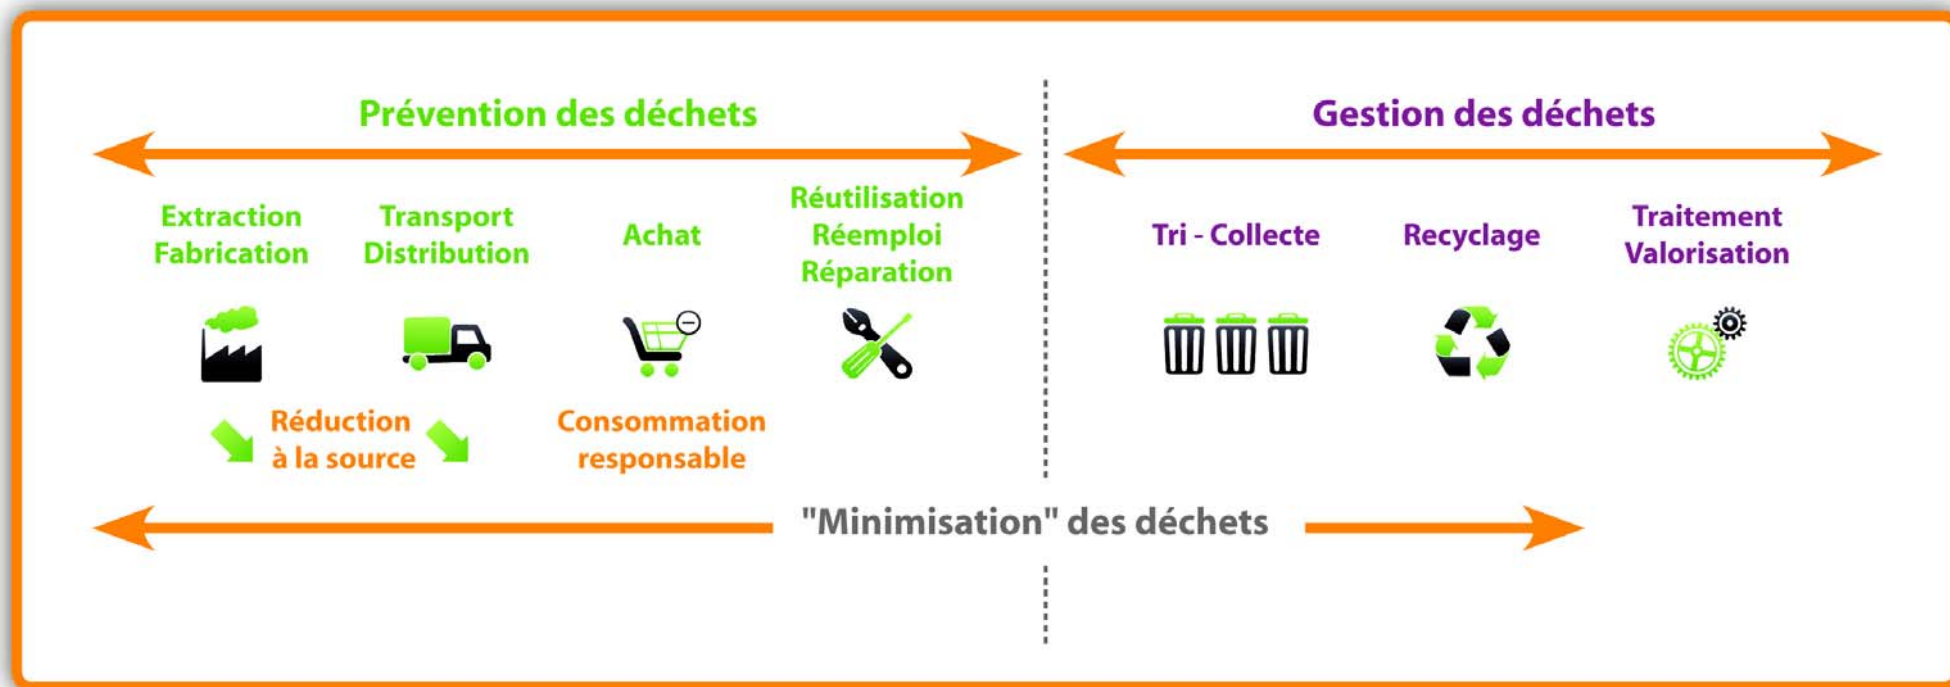 Prévention des déchets
Gestion des déchets
Extraction
Fabrication
Transport
Distribution
Achat
Réutilisation
Réemploi
Réparation
Tri - Collecte
Recyclage
Traitement
Valorisation
Réduction
à la source
Consommation
responsable
"Minimisation" des déchets